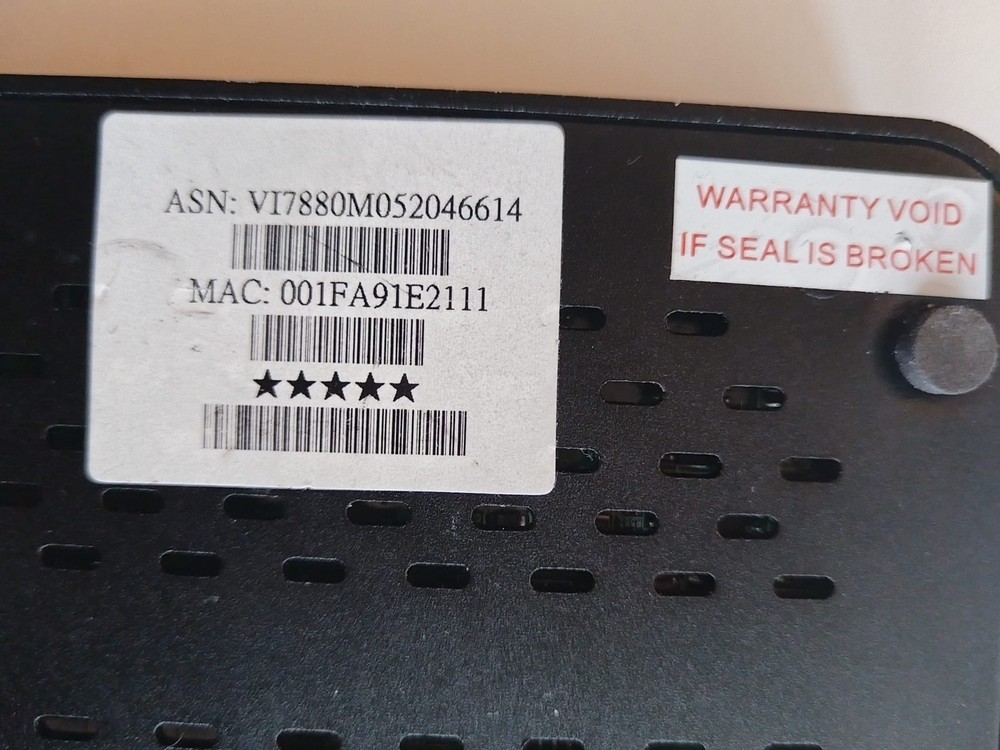 ASN: VI7880M052046614
MAC: 001FA91E2111
★★★★★
WARRANTY VOID
IF SEAL IS BROKEN